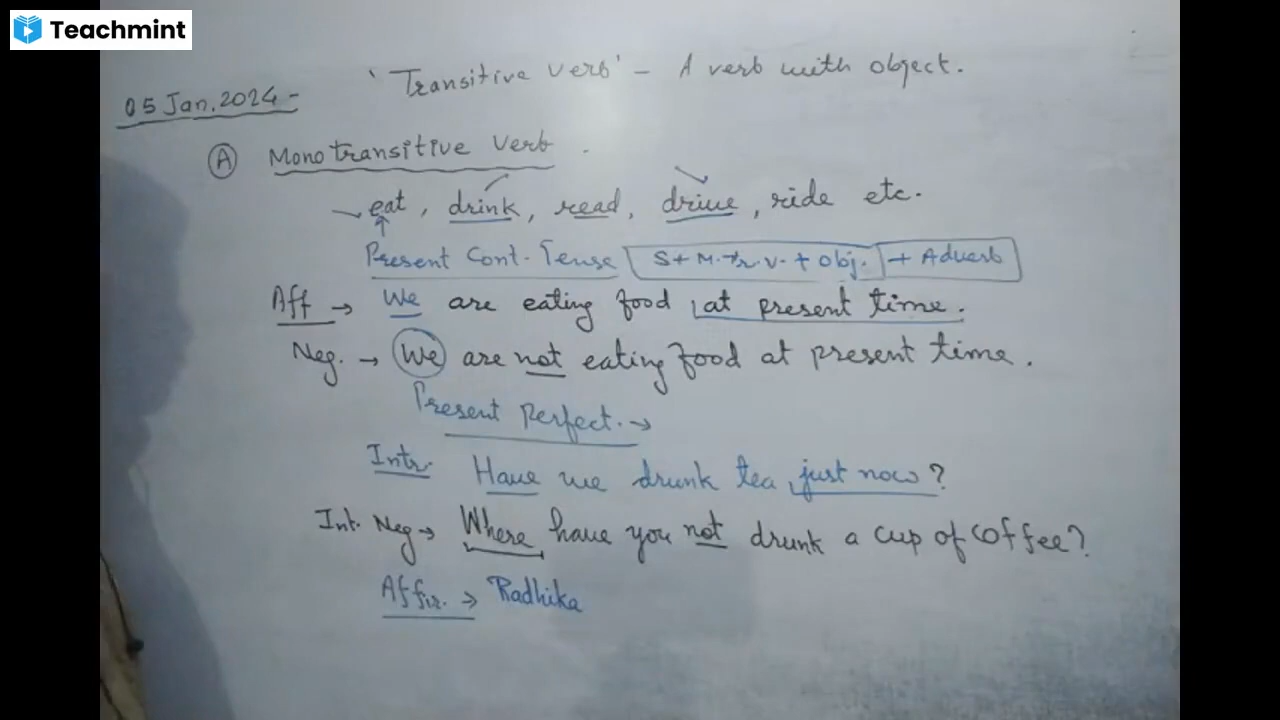 Teachmint
'Transitive verb' - A verb with object.
05 Jan, 2024 -
A Monotransitive verb
eat, drink, read, drive, ride etc.
Present Cont. Tense S + M.Tr.V. + Obj. + Adverb
Aff → We are eating food at present time.
Neg. → We are not eating food at present time.
Present Perfect. →
Intr. Have we drunk tea just now?
Int. Neg → Where have you not drunk a cup of coffee?
Affir. → Radhika